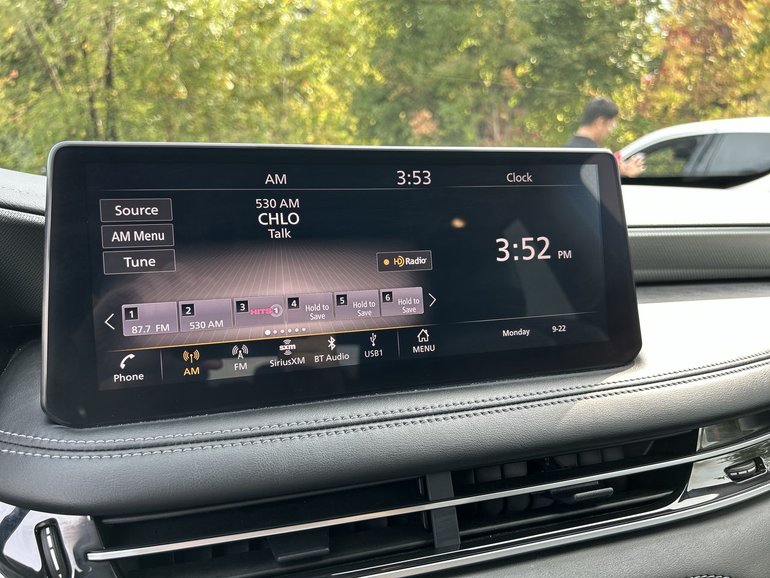 AM 3:53 Clock
Source
AM Menu
Tune
530 AM
CHLO
Talk
HD Radio
3:52 PM
1 2 3 4 5 6
87.7 FM
530 AM
HITS 1
Hold to Save
Hold to Save
Hold to Save
Phone
AM
FM
sxm
SiriusXM
BT Audio
USB1
MENU
Monday 9-22